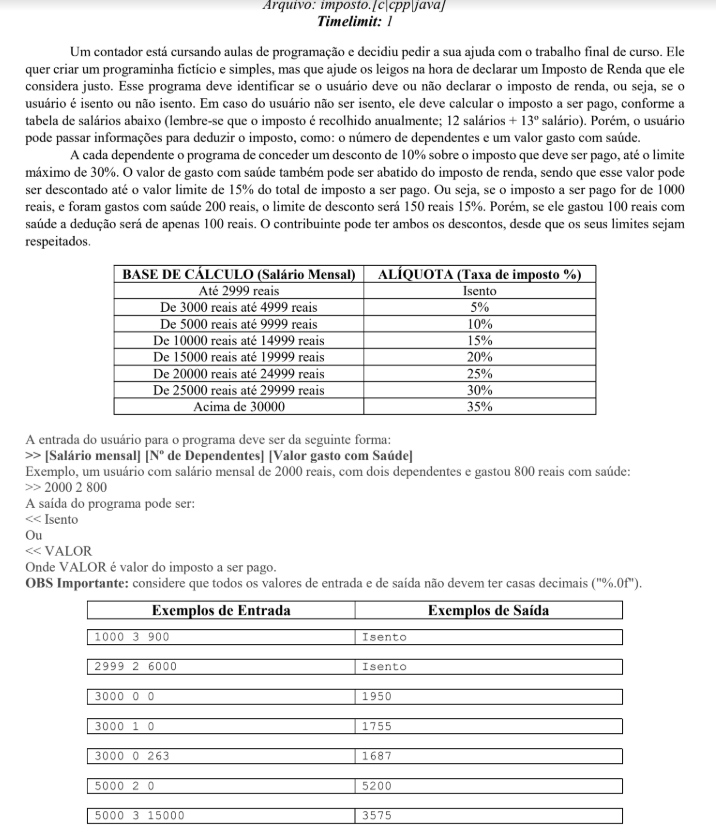 Arquivo: imposto.[c|cpp|java]
Timelimit: 1
Um contador está cursando aulas de programação e decidiu pedir a sua ajuda com o trabalho final de curso. Ele
quer criar um programinha fictício e simples, mas que ajude os leigos na hora de declarar um Imposto de Renda que ele
considera justo. Esse programa deve identificar se o usuário deve ou não declarar o imposto de renda, ou seja, se o
usuário é isento ou não isento. Em caso do usuário não ser isento, ele deve calcular o imposto a ser pago, conforme a
tabela de salários abaixo (lembre-se que o imposto é recolhido anualmente; 12 salários + 13º salário). Porém, o usuário
pode passar informações para deduzir o imposto, como: o número de dependentes e um valor gasto com saúde.
A cada dependente o programa de conceder um desconto de 10% sobre o imposto que deve ser pago, até o limite
máximo de 30%. O valor de gasto com saúde também pode ser abatido do imposto de renda, sendo que esse valor pode
ser descontado até o valor limite de 15% do total de imposto a ser pago. Ou seja, se o imposto a ser pago for de 1000
reais, e foram gastos com saúde 200 reais, o limite de desconto será 150 reais 15%. Porém, se ele gastou 100 reais com
saúde a dedução será de apenas 100 reais. O contribuinte pode ter ambos os descontos, desde que os seus limites sejam
respeitados.
BASE DE CÁLCULO (Salário Mensal) ALÍQUOTA (Taxa de imposto %)
Até 2999 reais Isento
De 3000 reais até 4999 reais 5%
De 5000 reais até 9999 reais 10%
De 10000 reais até 14999 reais 15%
De 15000 reais até 19999 reais 20%
De 20000 reais até 24999 reais 25%
De 25000 reais até 29999 reais 30%
Acima de 30000 35%
A entrada do usuário para o programa deve ser da seguinte forma:
>> [Salário mensal] [Nº de Dependentes] [Valor gasto com Saúde]
Exemplo, um usuário com salário mensal de 2000 reais, com dois dependentes e gastou 800 reais com saúde:
>> 2000 2 800
A saída do programa pode ser:
<< Isento
Ou
<< VALOR
Onde VALOR é valor do imposto a ser pago.
OBS Importante: considere que todos os valores de entrada e de saída não devem ter casas decimais ("%.0f").
Exemplos de Entrada Exemplos de Saída
1000 3 900 Isento
2999 2 6000 Isento
3000 0 0 1950
3000 1 0 1755
3000 0 263 1687
5000 2 0 5200
5000 3 15000 3575